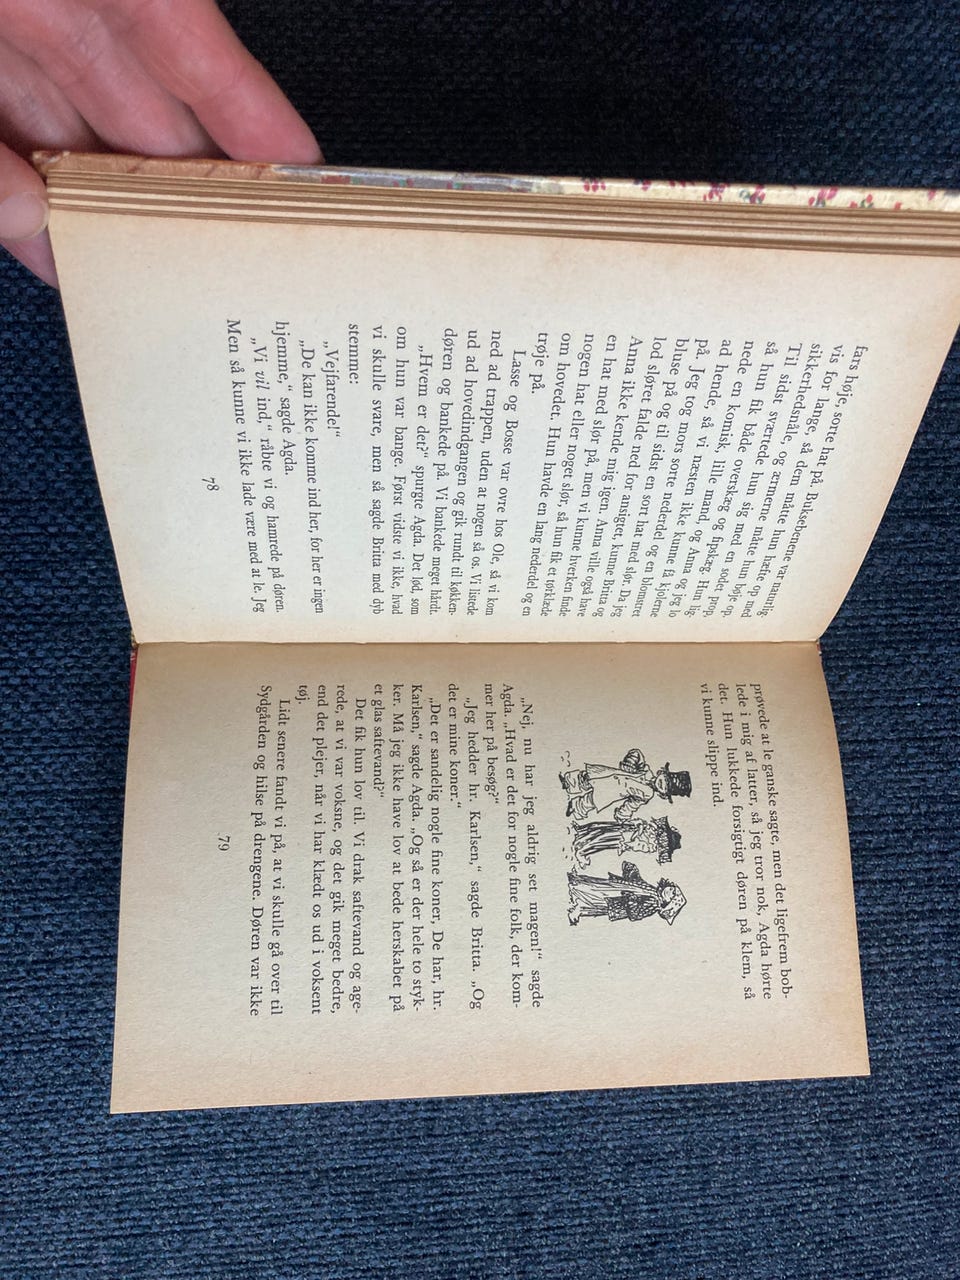 fars høje, sorte hat på. Buksebenene var naturlig-
vis for lange, så dem måtte hun hæfte op med
sikkerhedsnåle, og ærmerne måtte hun bøje op.
Til sidst sværtede hun sig med en sodet prop,
så hun fik både overskæg og fipskæg. Hun lig-
nede en komisk, lille mand, og Anna og jeg lo
ad hende, så vi næsten ikke kunne få kjolerne
på. Jeg tog mors sorte nederdel og en blomstret
bluse på og til sidst en sort hat med slør. Da jeg
lod sløret falde ned for ansigtet, kunne Britta og
Anna ikke kende mig igen. Anna ville også have
en hat med slør på, men vi kunne hverken finde
nogen hat eller noget slør, så hun fik et tørklæde
om hovedet. Hun havde en lang nederdel og en
trøje på.
Lasse og Bosse var ovre hos Ole, så vi kom
ned ad trappen, uden at nogen så os. Vi listede
ud ad hovedindgangen og gik rundt til køkken-
døren og bankede på. Vi bankede meget hårdt.
„Hvem er det?“ spurgte Agda. Det lød, som
om hun var bange. Først vidste vi ikke, hvad
vi skulle svare, men så sagde Britta med dyb
stemme:
„Vejfarende!“
„De kan ikke komme ind her, for her er ingen
hjemme,“ sagde Agda.
„Vi vil ind,“ råbte vi og hamrede på døren.
Men så kunne vi ikke lade være med at le. Jeg
78
prøvede at le ganske sagte, men det ligefrem bob-
lede i mig af latter, så jeg tror nok, Agda hørte
det. Hun lukkede forsigtigt døren på klem, så
vi kunne slippe ind.
„Nej, nu har jeg aldrig set magen!“ sagde
Agda. „Hvad er det for nogle fine folk, der kom-
mer her på besøg?“
„Jeg hedder hr. Karlsen,“ sagde Britta. „Og
det er mine koner.“
„Det er sandelig nogle fine koner, De har, hr.
Karlsen,“ sagde Agda. „Og så er der hele to styk-
ker. Må jeg ikke have lov at bede herskabet på
et glas saftevand?“
Det fik hun lov til. Vi drak saftevand og age-
rede, at vi var voksne, og det gik meget bedre,
end det plejer, når vi har klædt os ud i voksent
tøj.
Lidt senere fandt vi på, at vi skulle gå over til
Sydgården og hilse på drengene. Døren var ikke
79